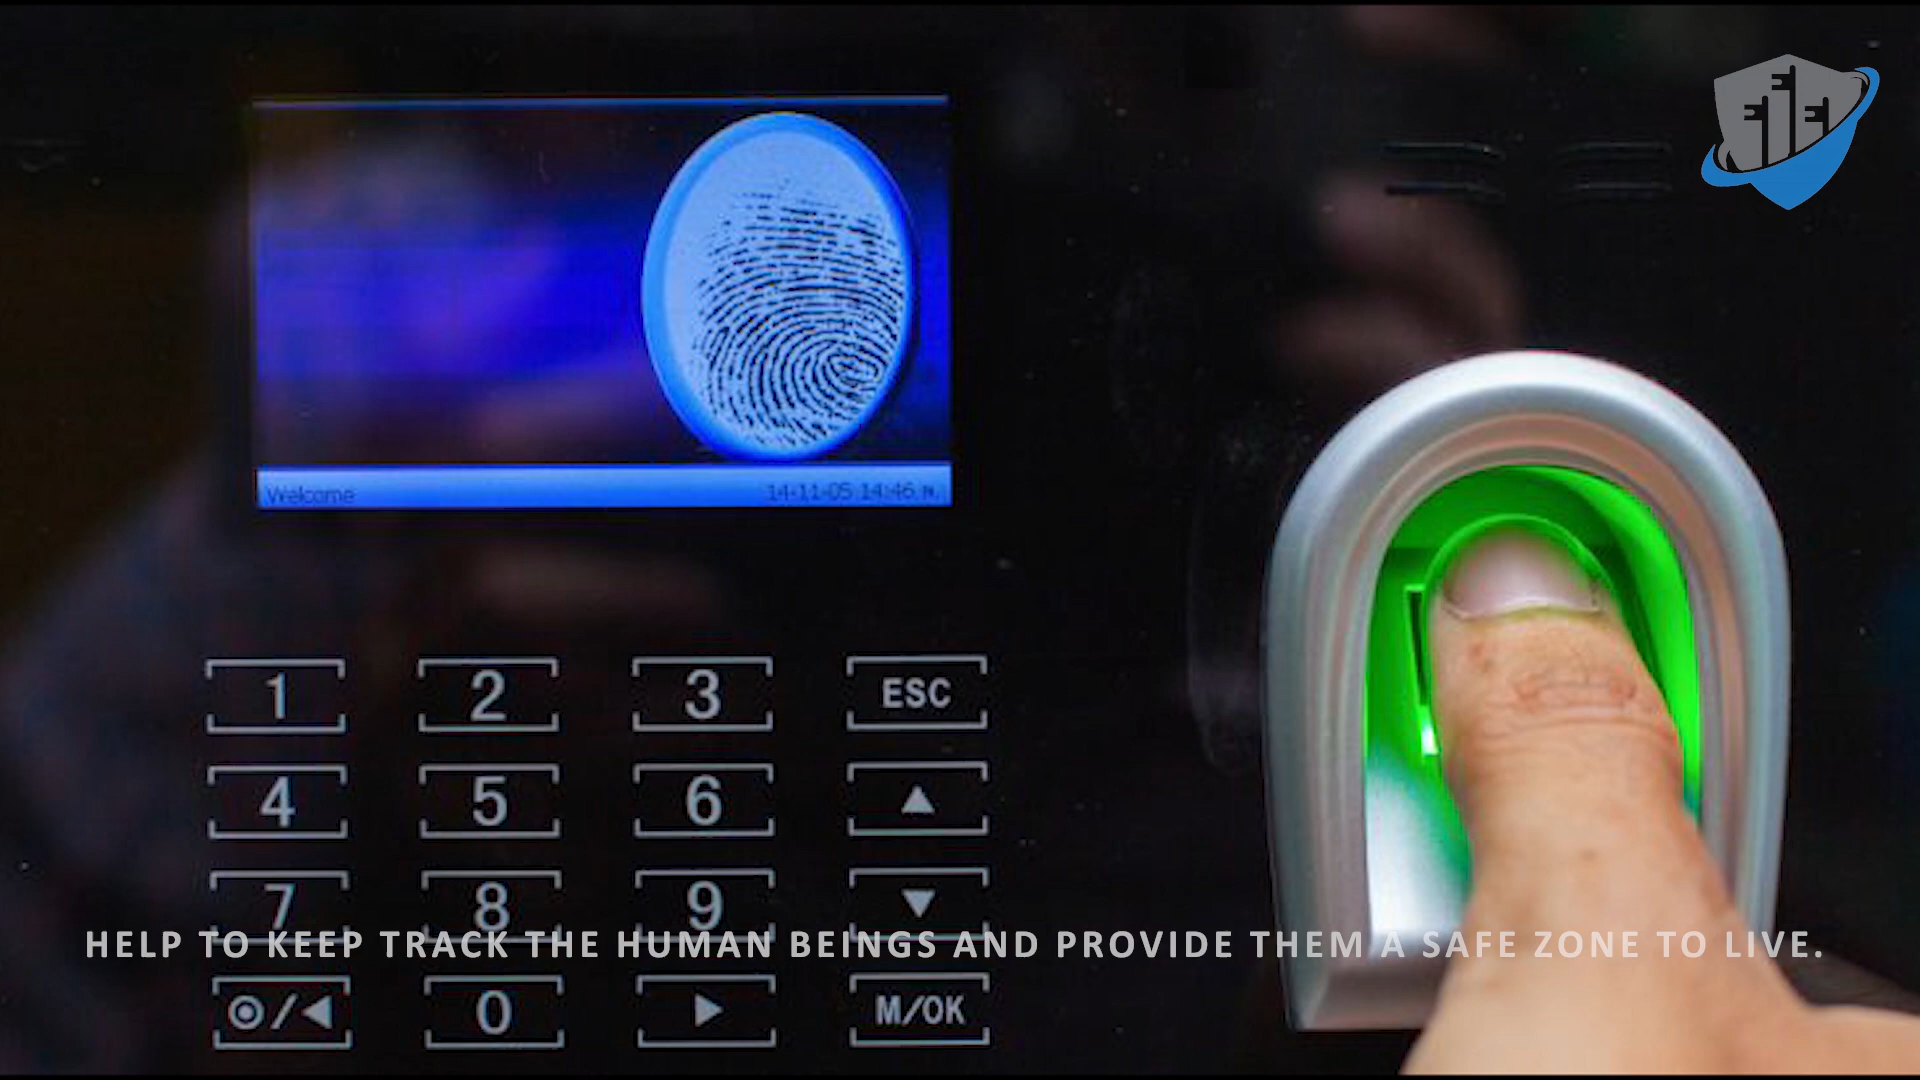 Welcome 14-11-05 14:46
1 2 3 ESC
4 5 6
7 8 9
HELP TO KEEP TRACK THE HUMAN BEINGS AND PROVIDE THEM A SAFE ZONE TO LIVE.
0 M/OK